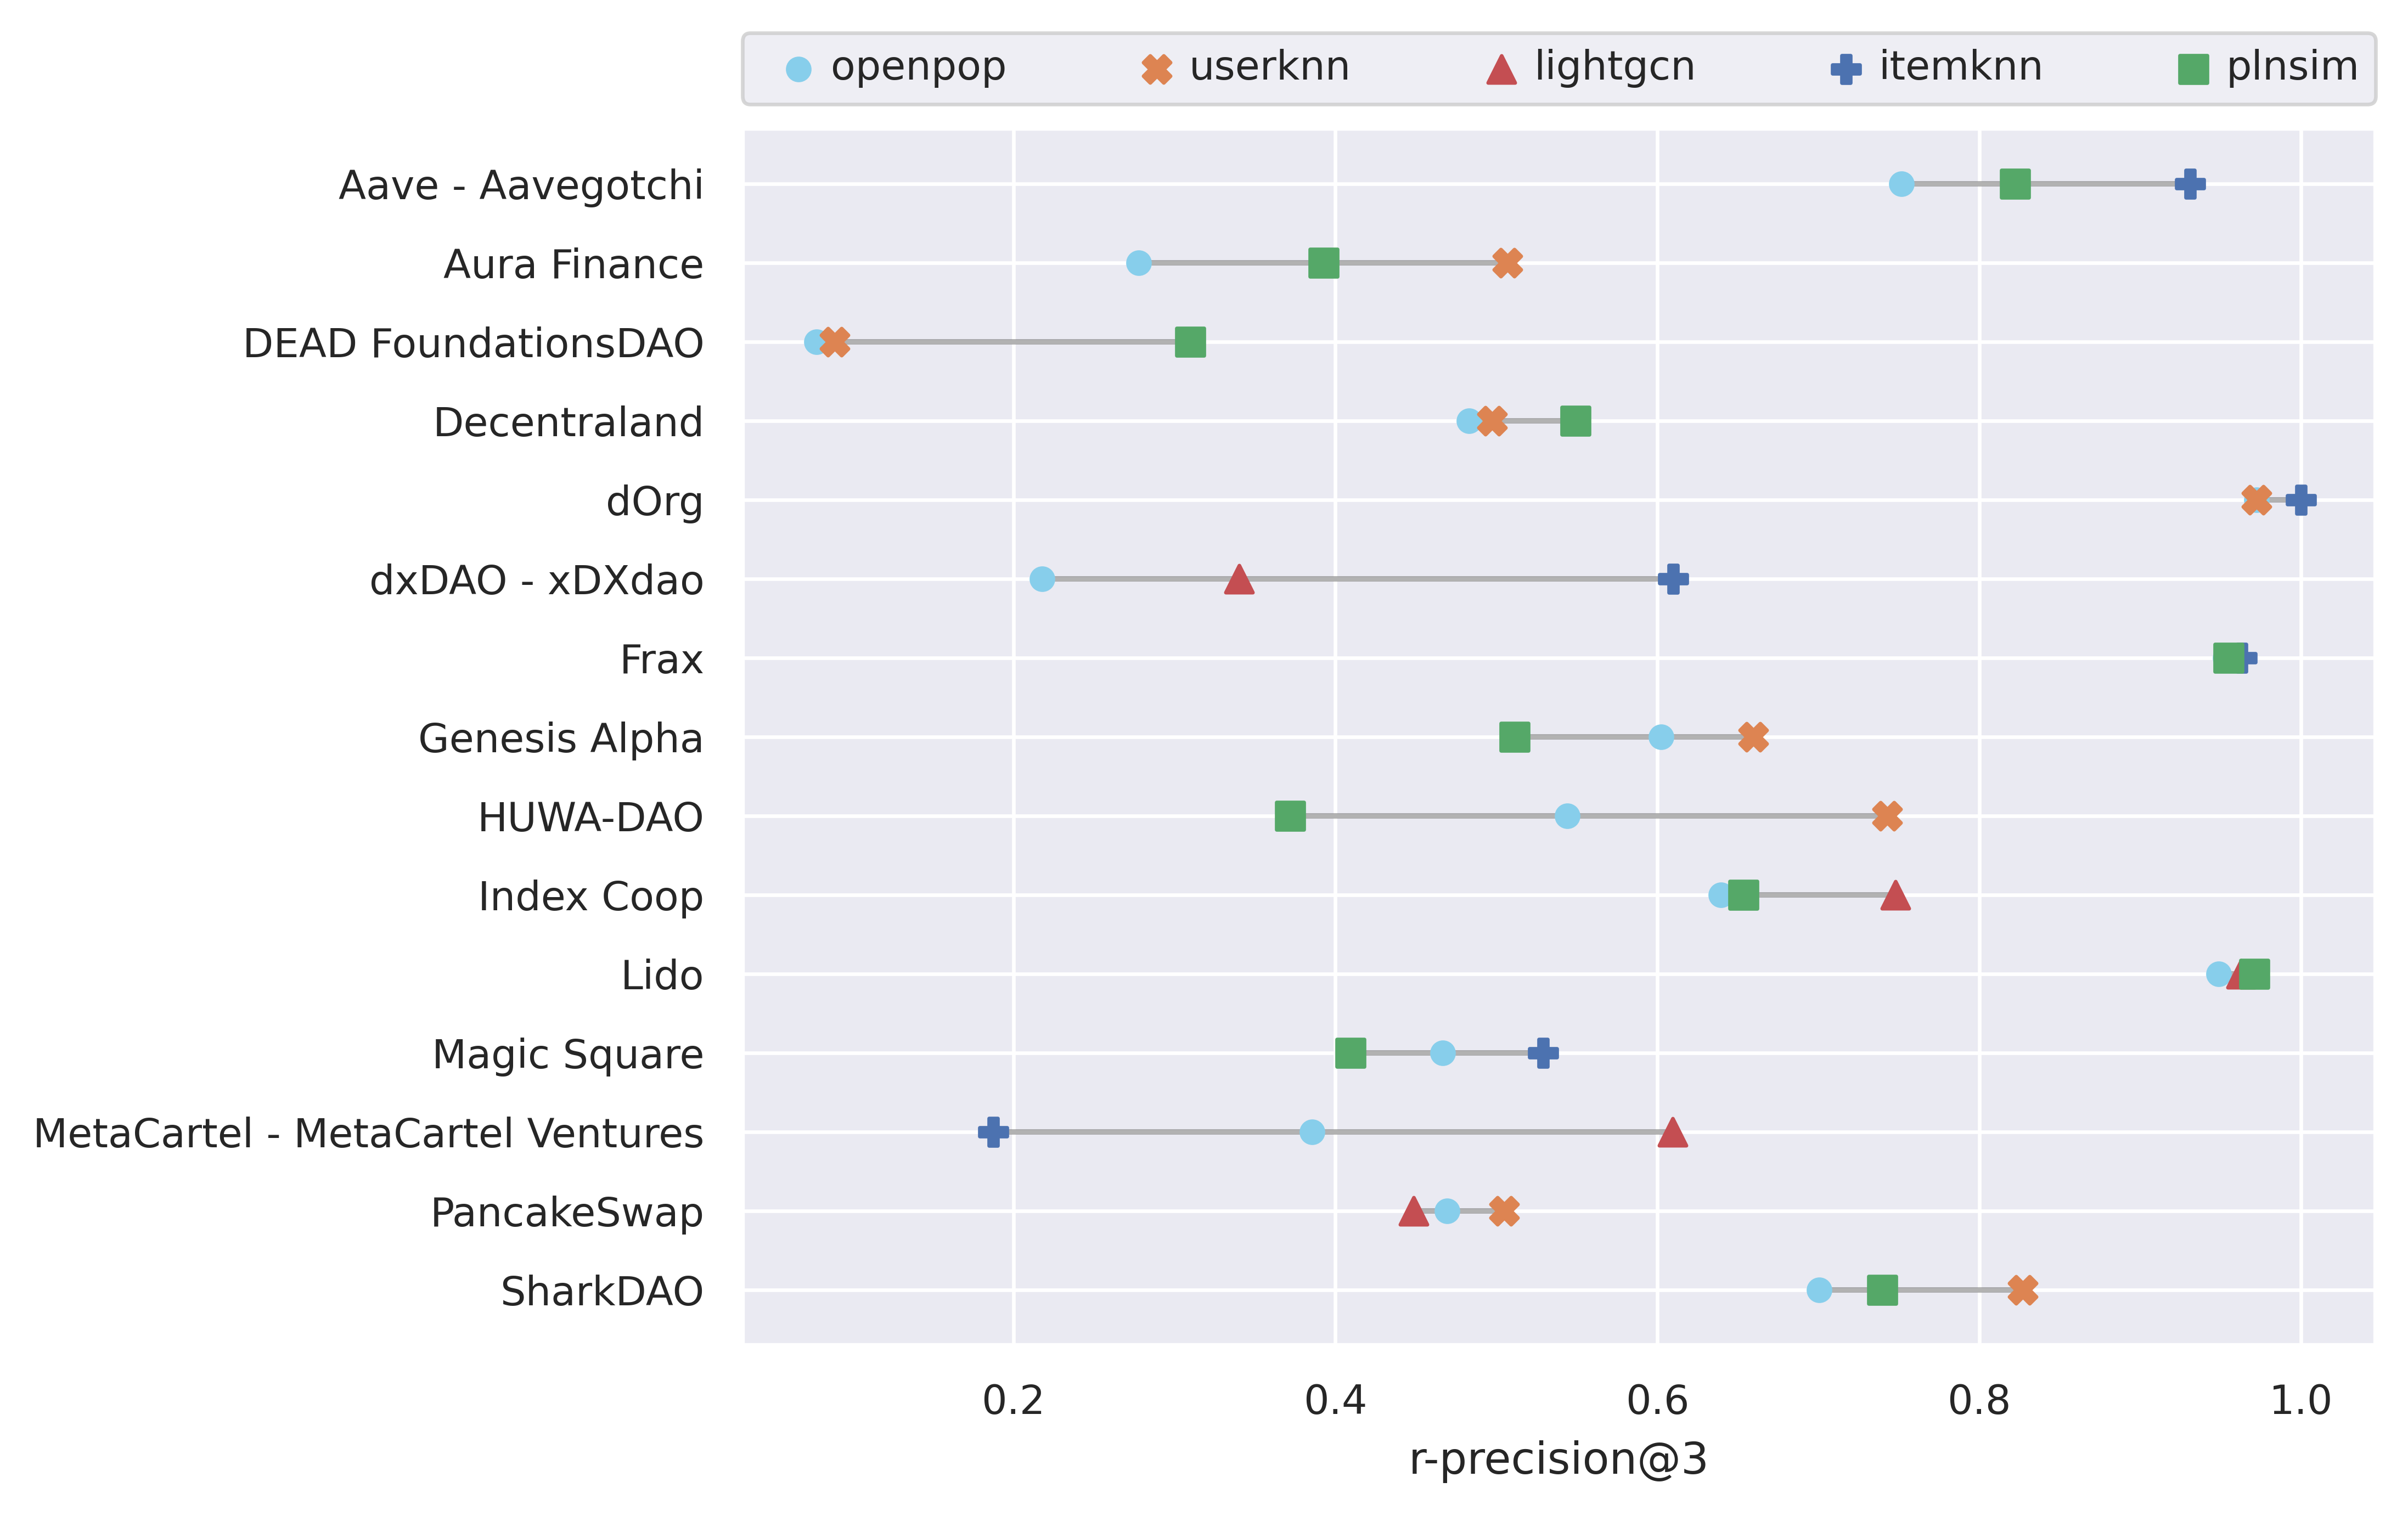 openpop userknn lightgcn itemknn plnsim
Aave - Aavegotchi
Aura Finance
DEAD FoundationsDAO
Decentraland
dOrg
dxDAO - xDXdao
Frax
Genesis Alpha
HUWA-DAO
Index Coop
Lido
Magic Square
MetaCartel - MetaCartel Ventures
PancakeSwap
SharkDAO
0.2 0.4 0.6 0.8 1.0
r-precision@3